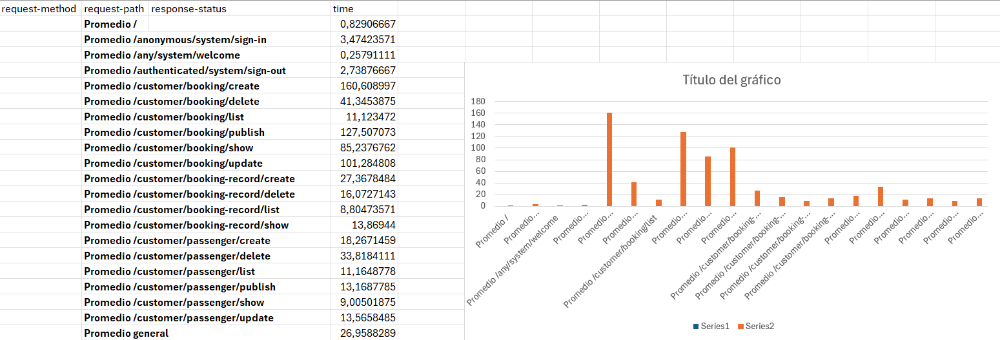 request-method request-path response-status time
Promedio / 0,82906667
Promedio /anonymous/system/sign-in 3,47423571
Promedio /any/system/welcome 0,25791111
Promedio /authenticated/system/sign-out 2,73876667
Promedio /customer/booking/create 160,608997
Promedio /customer/booking/delete 41,3453875
Promedio /customer/booking/list 11,123472
Promedio /customer/booking/publish 127,507073
Promedio /customer/booking/show 85,2376762
Promedio /customer/booking/update 101,284808
Promedio /customer/booking-record/create 27,3678484
Promedio /customer/booking-record/delete 16,0727143
Promedio /customer/booking-record/list 8,80473571
Promedio /customer/booking-record/show 13,86944
Promedio /customer/passenger/create 18,2671459
Promedio /customer/passenger/delete 33,8184111
Promedio /customer/passenger/list 11,1648778
Promedio /customer/passenger/publish 13,1687785
Promedio /customer/passenger/show 9,00501875
Promedio /customer/passenger/update 13,5658485
Promedio general 26,9588289
Título del gráfico
180
160
140
120
100
80
60
40
20
0
Promedio /
Promedio…
Promedio /any/system/welcome
Promedio…
Promedio…
Promedio…
Promedio /customer/booking/list
Promedio…
Promedio…
Promedio…
Promedio /customer/booking-…
Promedio /customer/booking-…
Promedio /customer/booking-…
Promedio /customer/booking-…
Promedio…
Promedio…
Promedio…
Promedio…
Promedio…
Promedio…
Series1 Series2